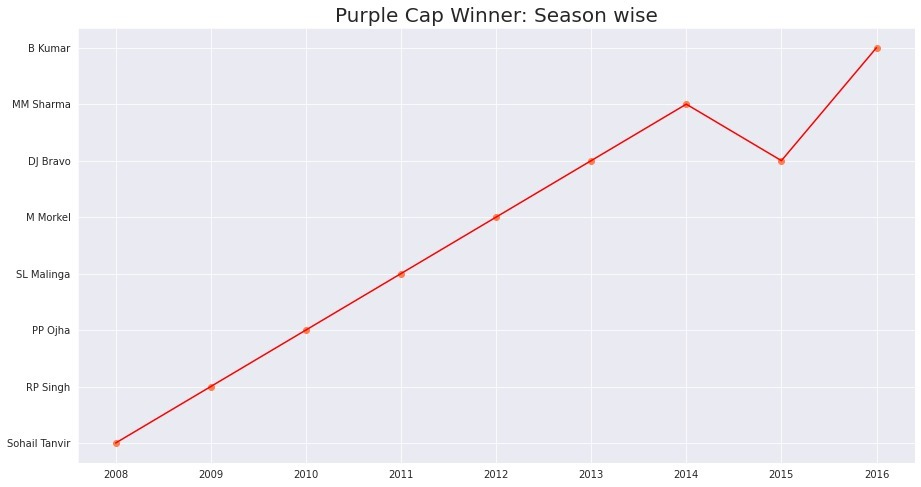 Purple Cap Winner: Season wise
B Kumar
MM Sharma
DJ Bravo
M Morkel
SL Malinga
PP Ojha
RP Singh
Sohail Tanvir
2008 2009 2010 2011 2012 2013 2014 2015 2016